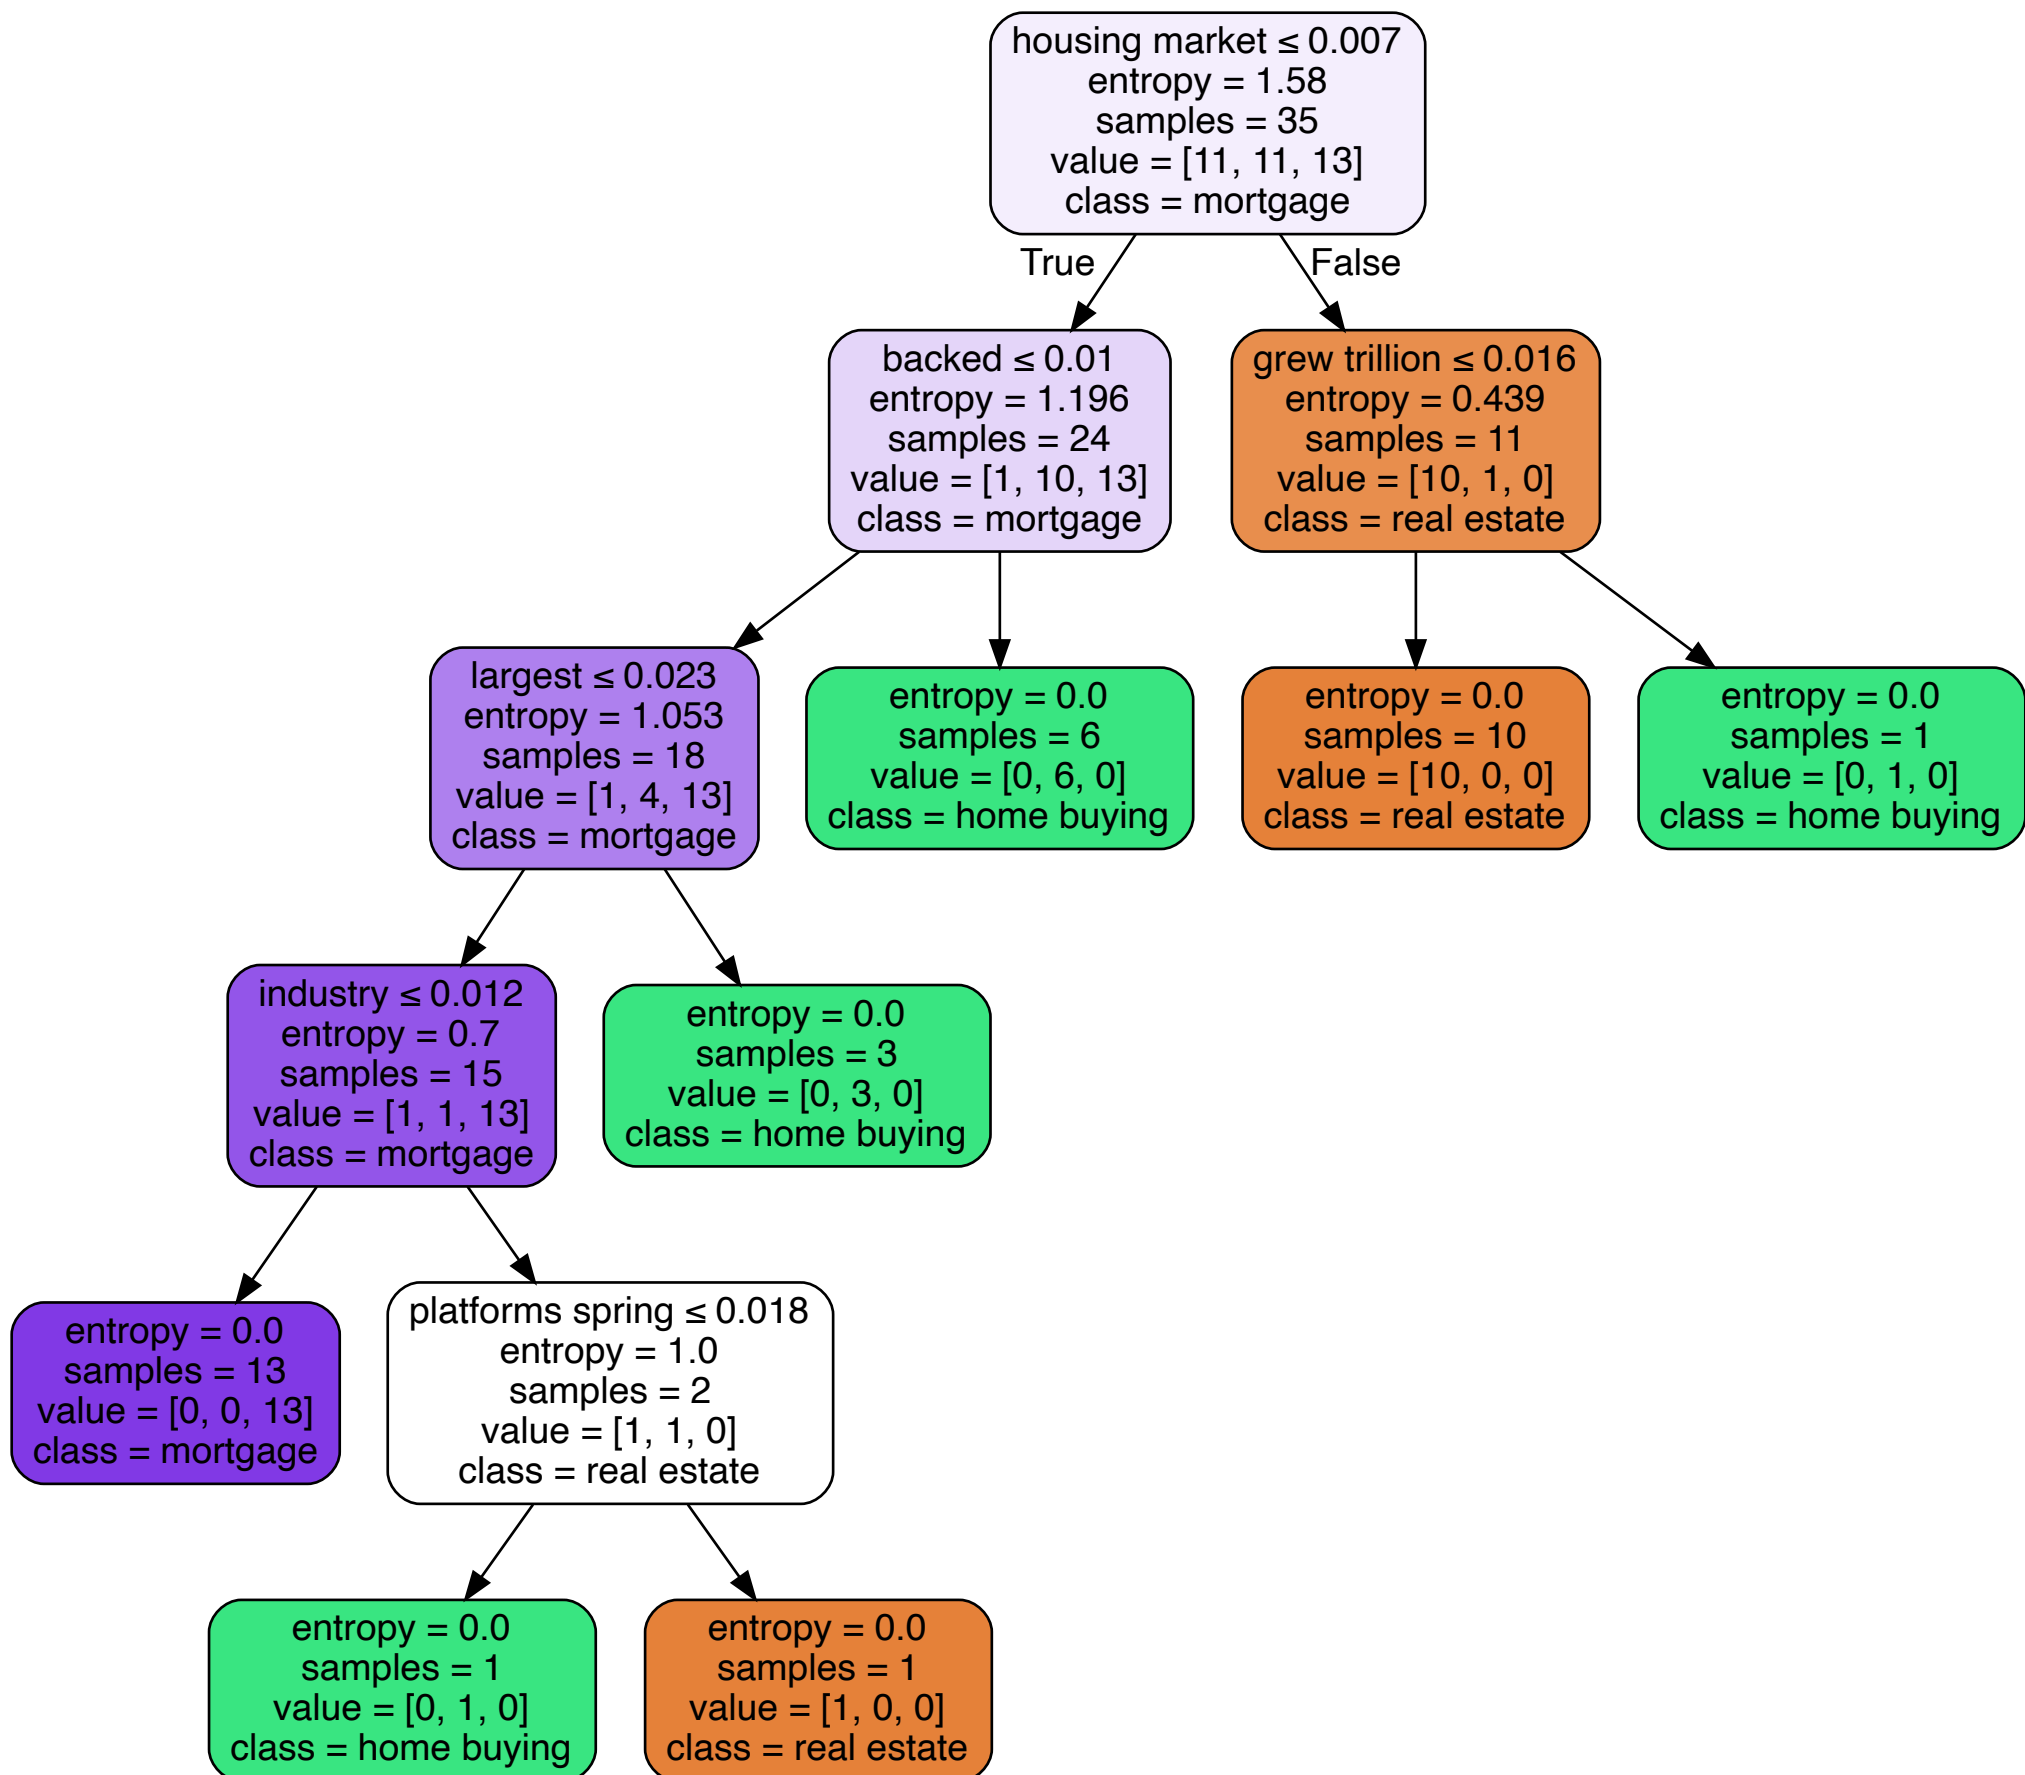 housing market ≤ 0.007
entropy = 1.58
samples = 35
value = [11, 11, 13]
class = mortgage
True
False
backed ≤ 0.01
entropy = 1.196
samples = 24
value = [1, 10, 13]
class = mortgage
grew trillion ≤ 0.016
entropy = 0.439
samples = 11
value = [10, 1, 0]
class = real estate
largest ≤ 0.023
entropy = 1.053
samples = 18
value = [1, 4, 13]
class = mortgage
entropy = 0.0
samples = 6
value = [0, 6, 0]
class = home buying
entropy = 0.0
samples = 10
value = [10, 0, 0]
class = real estate
entropy = 0.0
samples = 1
value = [0, 1, 0]
class = home buying
industry ≤ 0.012
entropy = 0.7
samples = 15
value = [1, 1, 13]
class = mortgage
entropy = 0.0
samples = 3
value = [0, 3, 0]
class = home buying
entropy = 0.0
samples = 13
value = [0, 0, 13]
class = mortgage
platforms spring ≤ 0.018
entropy = 1.0
samples = 2
value = [1, 1, 0]
class = real estate
entropy = 0.0
samples = 1
value = [0, 1, 0]
class = home buying
entropy = 0.0
samples = 1
value = [1, 0, 0]
class = real estate